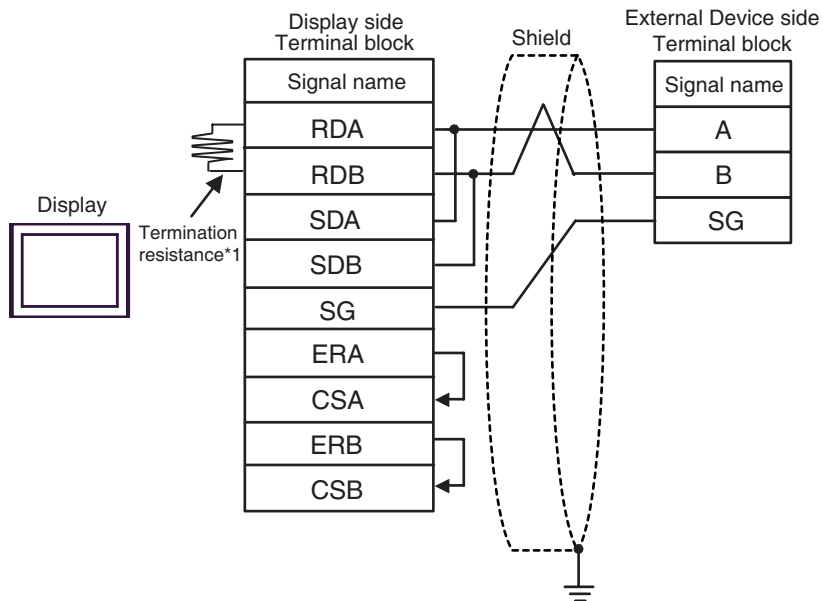 Display side
Terminal block
Shield
External Device side
Terminal block
Signal name
Signal name
RDA
A
RDB
B
SDA
SG
SDB
SG
ERA
CSA
ERB
CSB
Display
Termination
resistance*1